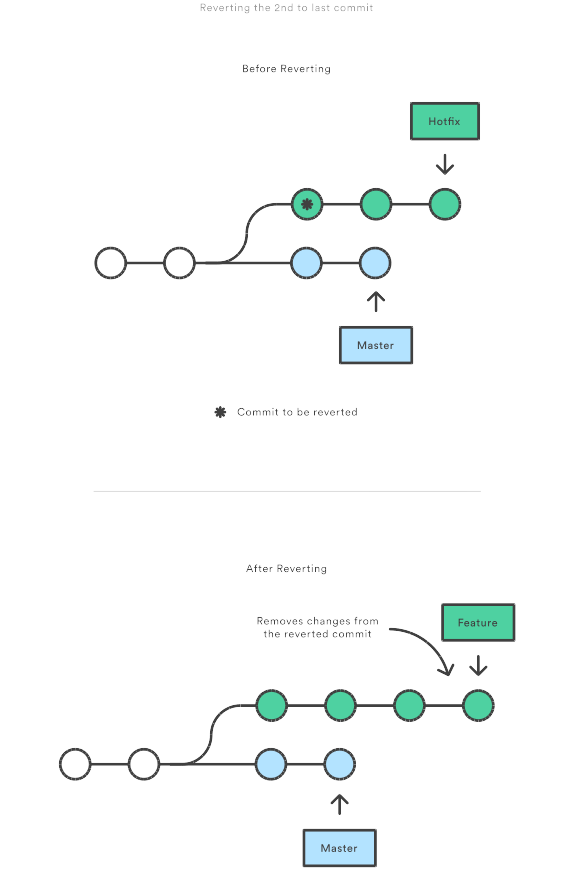 Reverting the 2nd to last commit
Before Reverting
Hotfix
Master
Commit to be reverted
After Reverting
Removes changes from
the reverted commit
Feature
Master